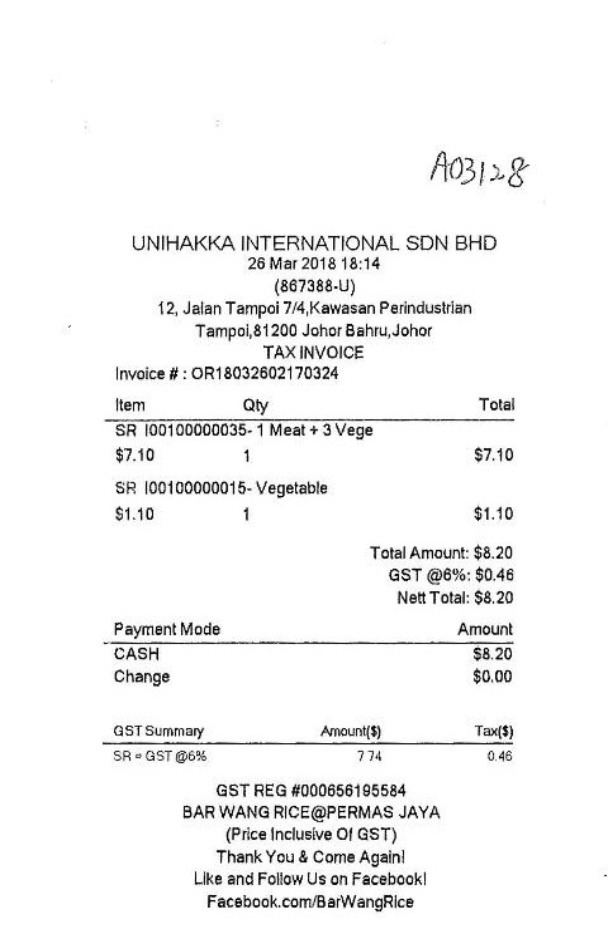 A03128
UNIHAKKA INTERNATIONAL SDN BHD
26 Mar 2018 18:14
(867388-U)
12, Jalan Tampoi 7/4,Kawasan Perindustrian
Tampoi,81200 Johor Bahru,Johor
TAX INVOICE
Invoice # : OR18032602170324
Item Qty Total
SR I00100000035- 1 Meat + 3 Vege
$7.10 1 $7.10
SR I00100000015- Vegetable
$1.10 1 $1.10
Total Amount: $8.20
GST @6%: $0.46
Nett Total: $8.20
Payment Mode Amount
CASH $8.20
Change $0.00
GST Summary Amount($) Tax($)
SR = GST @6% 7.74 0.46
GST REG #000656195584
BAR WANG RICE@PERMAS JAYA
(Price Inclusive Of GST)
Thank You & Come Again!
Like and Follow Us on Facebook!
Facebook.com/BarWangRice